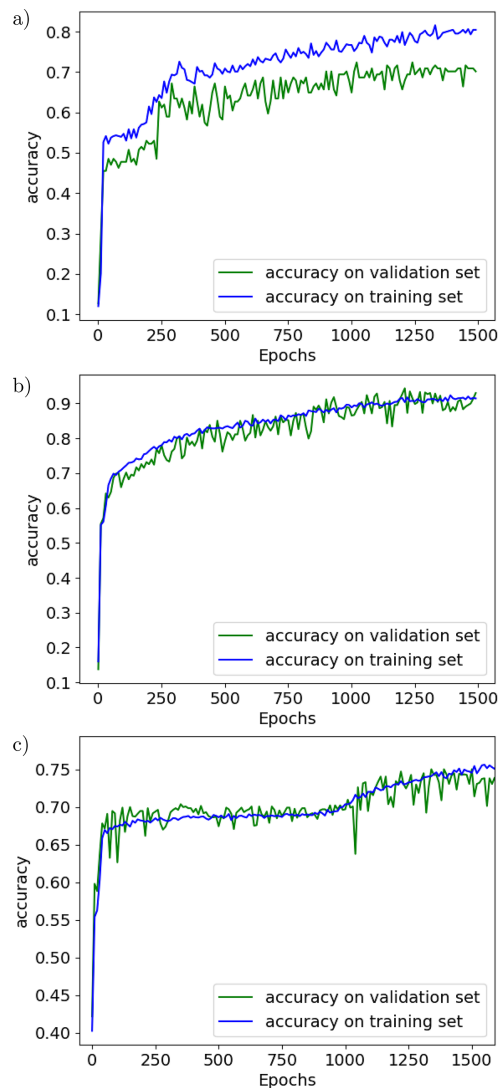 a)
0.8
0.7
0.6
0.5
0.4
0.3
0.2
0.1
accuracy
accuracy on validation set
accuracy on training set
0 250 500 750 1000 1250 1500
Epochs
b)
0.9
0.8
0.7
0.6
0.5
0.4
0.3
0.2
0.1
accuracy
accuracy on validation set
accuracy on training set
0 250 500 750 1000 1250 1500
Epochs
c)
0.75
0.70
0.65
0.60
0.55
0.50
0.45
0.40
accuracy
accuracy on validation set
accuracy on training set
0 250 500 750 1000 1250 1500
Epochs